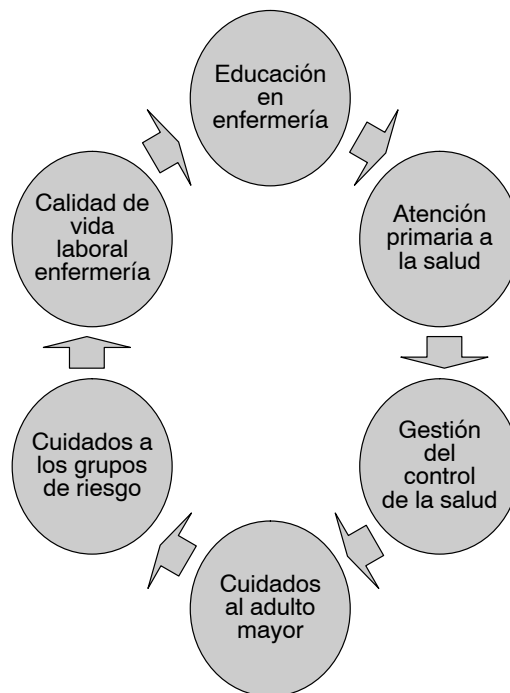 Educación
en
enfermería
Atención
primaria a
la salud
Gestión
del
control
de la salud
Cuidados
al adulto
mayor
Cuidados a
los grupos
de riesgo
Calidad de
vida
laboral
enfermería